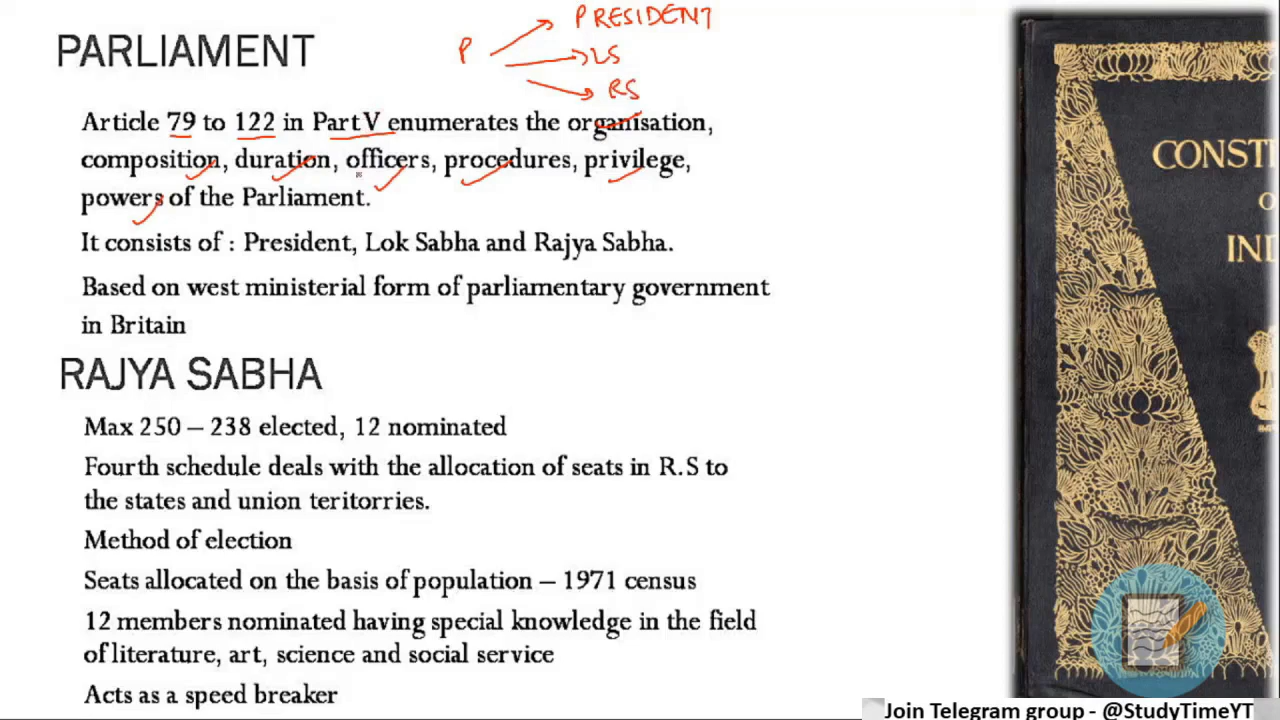 PARLIAMENT
P
PRESIDENT
LS
RS
Article 79 to 122 in Part V enumerates the organisation,
composition, duration, officers, procedures, privilege,
powers of the Parliament.
It consists of : President, Lok Sabha and Rajya Sabha.
Based on west ministerial form of parliamentary government
in Britain
RAJYA SABHA
Max 250 – 238 elected, 12 nominated
Fourth schedule deals with the allocation of seats in R.S to
the states and union teritorries.
Method of election
Seats allocated on the basis of population – 1971 census
12 members nominated having special knowledge in the field
of literature, art, science and social service
Acts as a speed breaker
CONST
O
IND
Join Telegram group - @StudyTimeYT